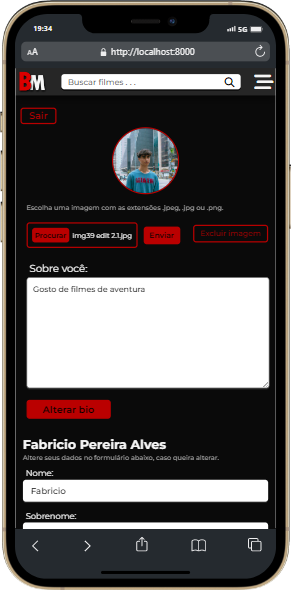 19:34
5G
AA
http://localhost:8000
BM
Buscar filmes . . .
Sair
Escolha uma imagem com as extensões .jpeg, .jpg ou .png.
Procurar
Img39 edit 2.1.jpg
Enviar
Excluir imagem
Sobre você:
Gosto de filmes de aventura
Alterar bio
Fabricio Pereira Alves
Altere seus dados no formulário abaixo, caso queira alterar.
Nome:
Fabricio
Sobrenome: